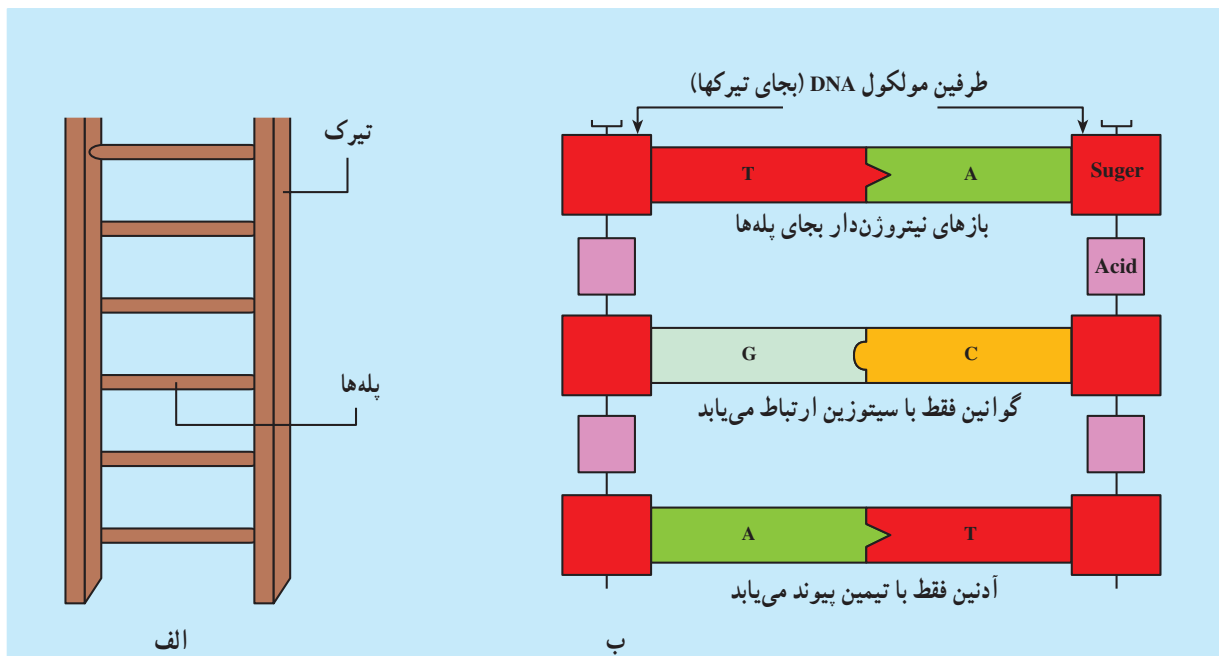 طرفین مولکول DNA (بجای تیرکها)
تیرک
T A Suger
بازهای نیتروژن‌دار بجای پله‌ها
Acid
G C
پله‌ها
گوانین فقط با سیتوزین ارتباط می‌یابد
A T
آدنین فقط با تیمین پیوند می‌یابد
ب
الف